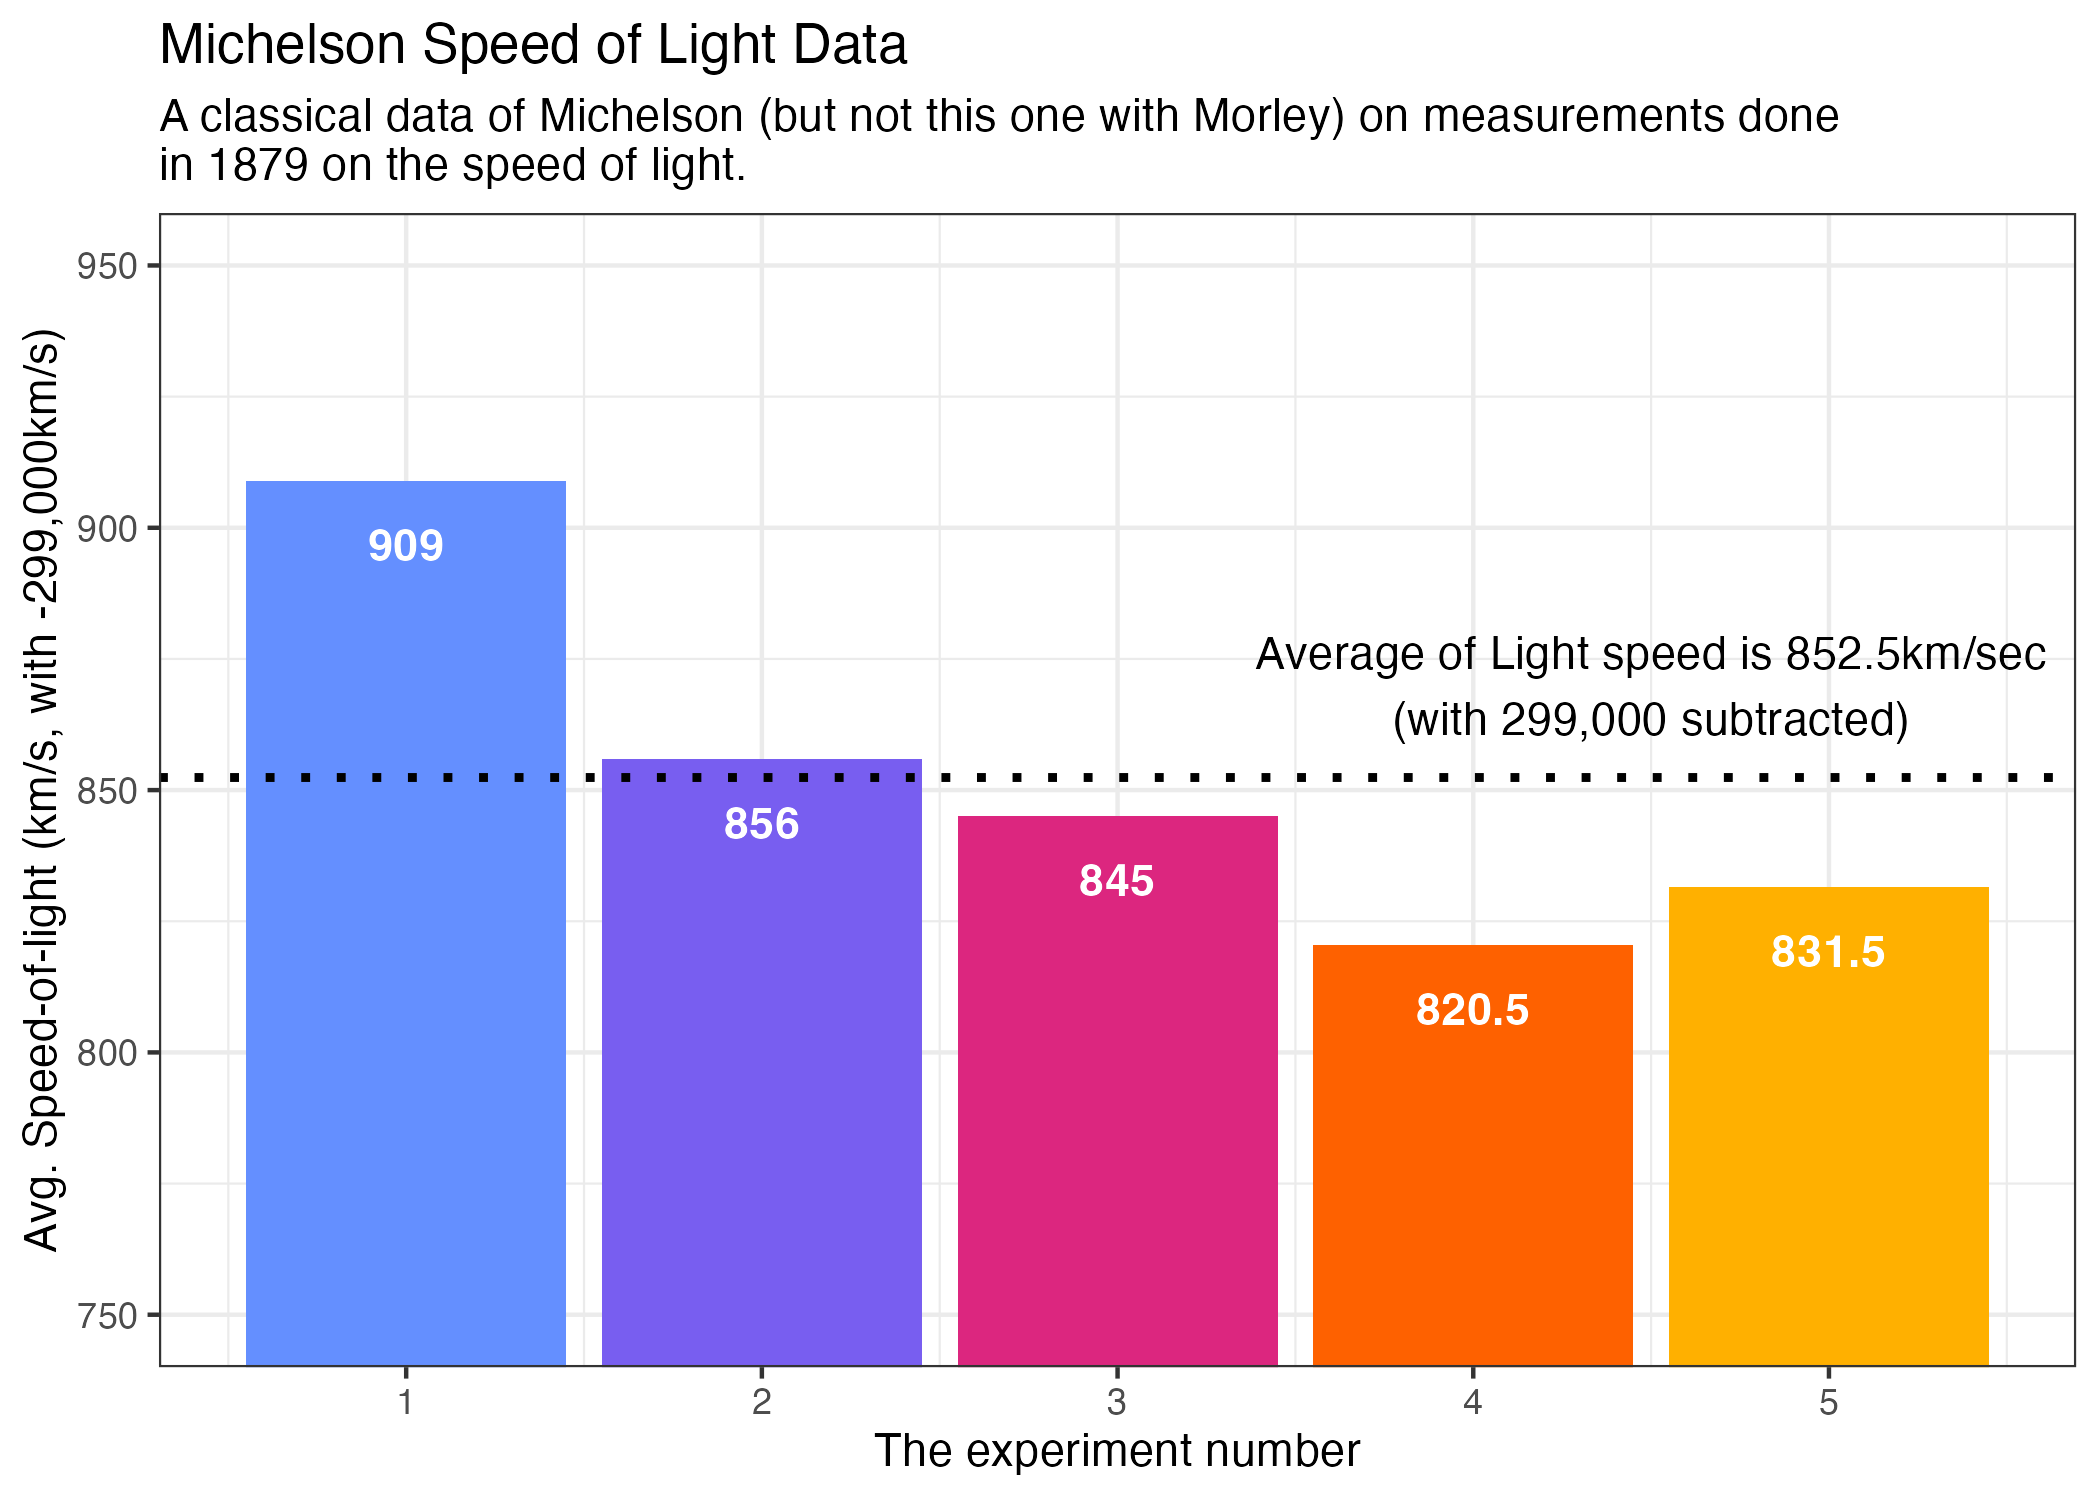 Michelson Speed of Light Data
A classical data of Michelson (but not this one with Morley) on measurements done
in 1879 on the speed of light.
Avg. Speed-of-light (km/s, with -299,000km/s)
950
900
850
800
750
909
856
845
820.5
831.5
Average of Light speed is 852.5km/sec
(with 299,000 subtracted)
1
2
3
4
5
The experiment number